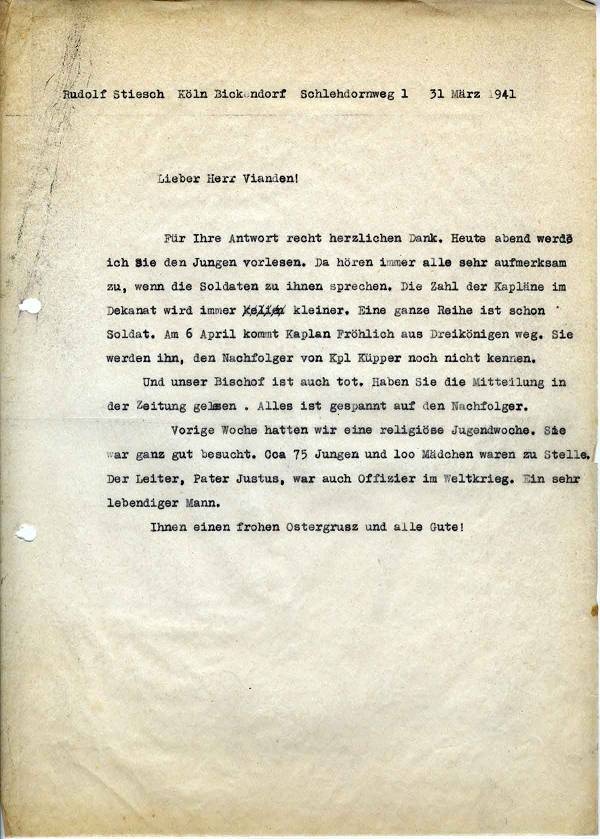 Rudolf Stiesch Köln Bickendorf Schlehdornweg 1 31 März 1941
Lieber Herr Vianden!
Für Ihre Antwort recht herzlichen Dank. Heute abend werde
ich Sie den Jungen vorlesen. Da hören immer alle sehr aufmerksam
zu, wenn die Soldaten zu ihnen sprechen. Die Zahl der Kapläne im
Dekanat wird immer kleiner. Eine ganze Reihe ist schon
Soldat. Am 6 April kommt Kaplan Fröhlich aus Dreikönigen weg. Sie
werden ihn, den Nachfolger von Kpl Küpper noch nicht kennen.
Und unser Bischof ist auch tot. Haben Sie die Mitteilung in
der Zeitung gelesen . Alles ist gespannt auf den Nachfolger.
Vorige Woche hatten wir eine religiöse Jugendwoche. Sie
war ganz gut besucht. Cca 75 Jungen und 1oo Mädchen waren zu Stelle.
Der Leiter, Pater Justus, war auch Offizier im Weltkrieg. Ein sehr
lebendiger Mann.
Ihnen einen frohen Ostergrusz und alle Gute!